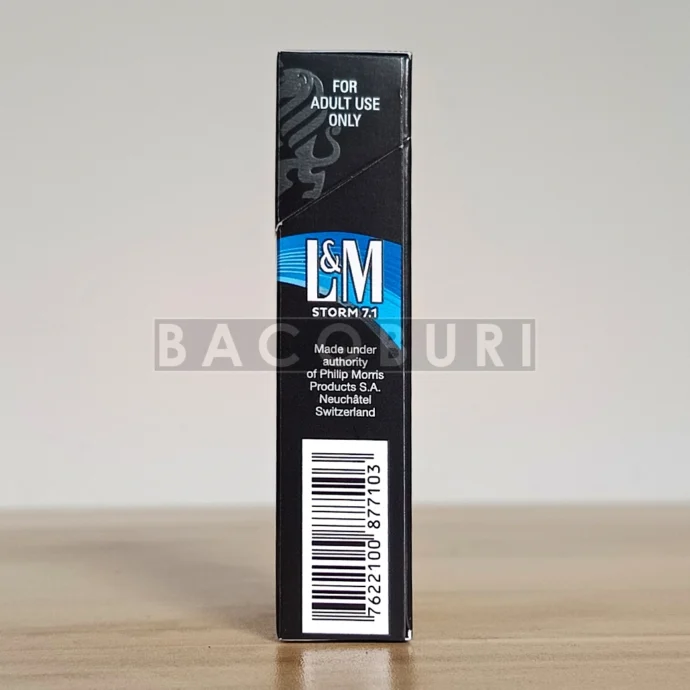 FOR
ADULT USE
ONLY
L&M
STORM 7.1
BACOBURI
Made under
authority
of Philip Morris
Products S.A.
Neuchâtel
Switzerland
7622100 877103